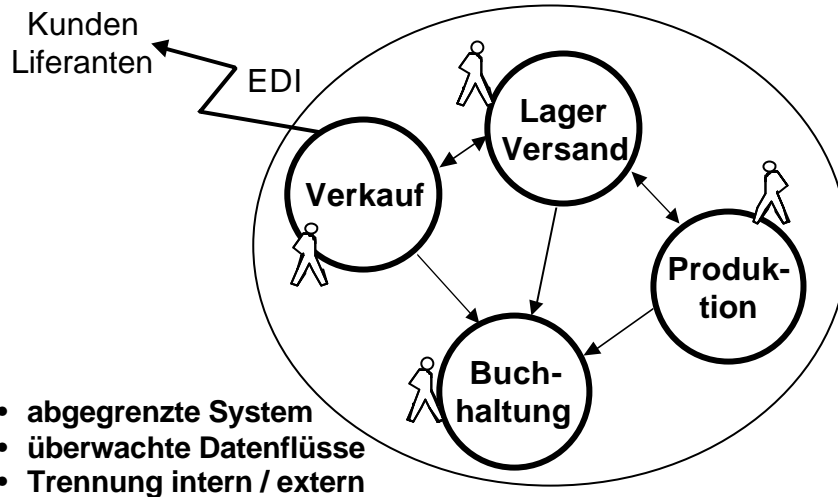 Kunden
Liferanten
EDI
Lager
Versand
Verkauf
Produk-
tion
Buch-
haltung
• abgegrenzte System
• überwachte Datenflüsse
• Trennung intern / extern